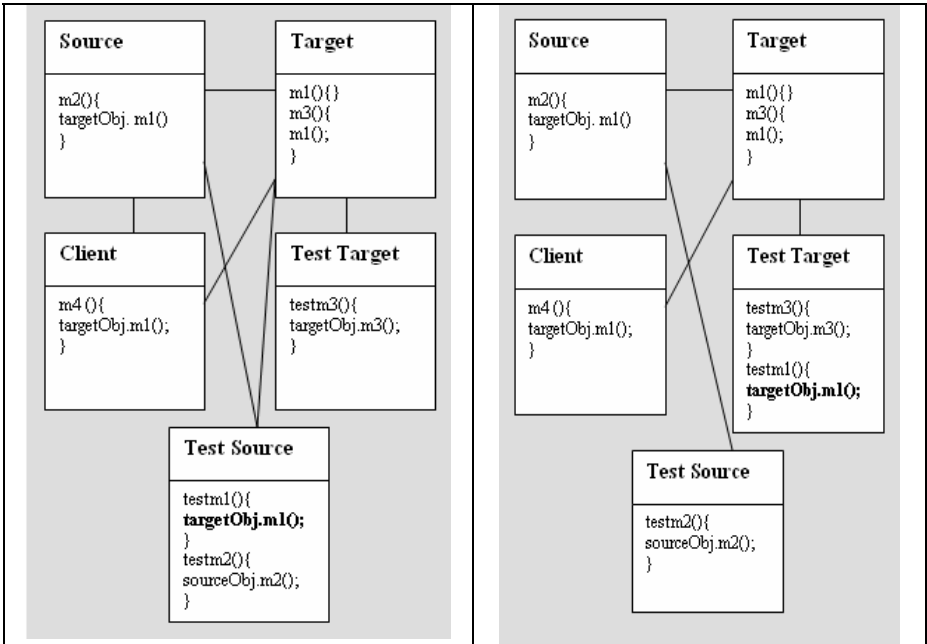 Source
m2(){
targetObj. m1()
}
Target
m1(){}
m3(){
m1();
}
Client
m4 (){
targetObj.m1();
}
Test Target
testm3(){
targetObj.m3();
}
Test Source
testm1(){
targetObj.m1();
}
testm2(){
sourceObj.m2();
}
Source
m2(){
targetObj. m1()
}
Target
m1(){}
m3(){
m1();
}
Client
m4 (){
targetObj.m1();
}
Test Target
testm3(){
targetObj.m3();
}
testm1(){
targetObj.m1();
}
Test Source
testm2(){
sourceObj.m2();
}